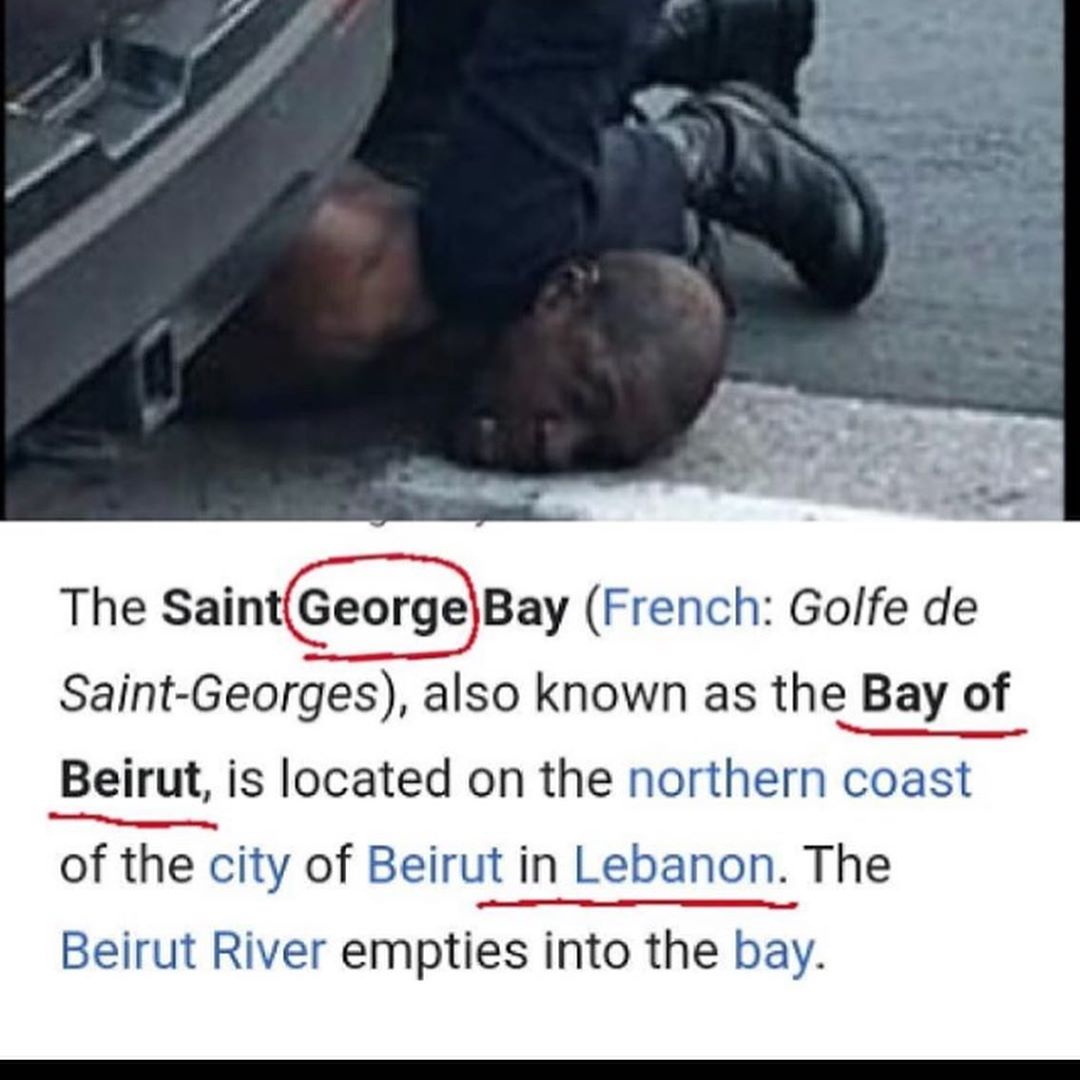 The Saint George Bay (French: Golfe de
Saint-Georges), also known as the Bay of
Beirut, is located on the northern coast
of the city of Beirut in Lebanon. The
Beirut River empties into the bay.